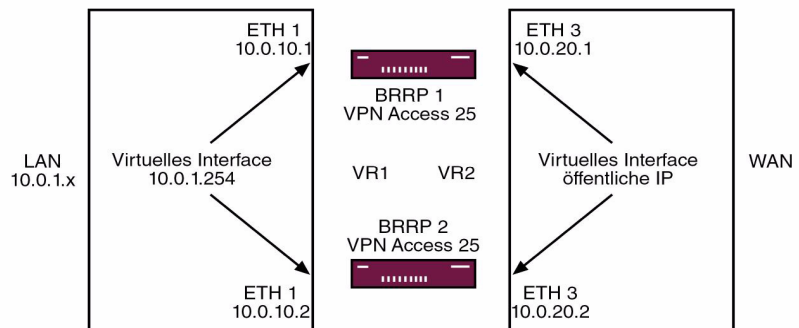 ETH 1
10.0.10.1
ETH 3
10.0.20.1
BRRP 1
VPN Access 25
LAN
10.0.1.x
Virtuelles Interface
10.0.1.254
VR1
VR2
Virtuelles Interface
öffentliche IP
WAN
BRRP 2
VPN Access 25
ETH 1
10.0.10.2
ETH 3
10.0.20.2